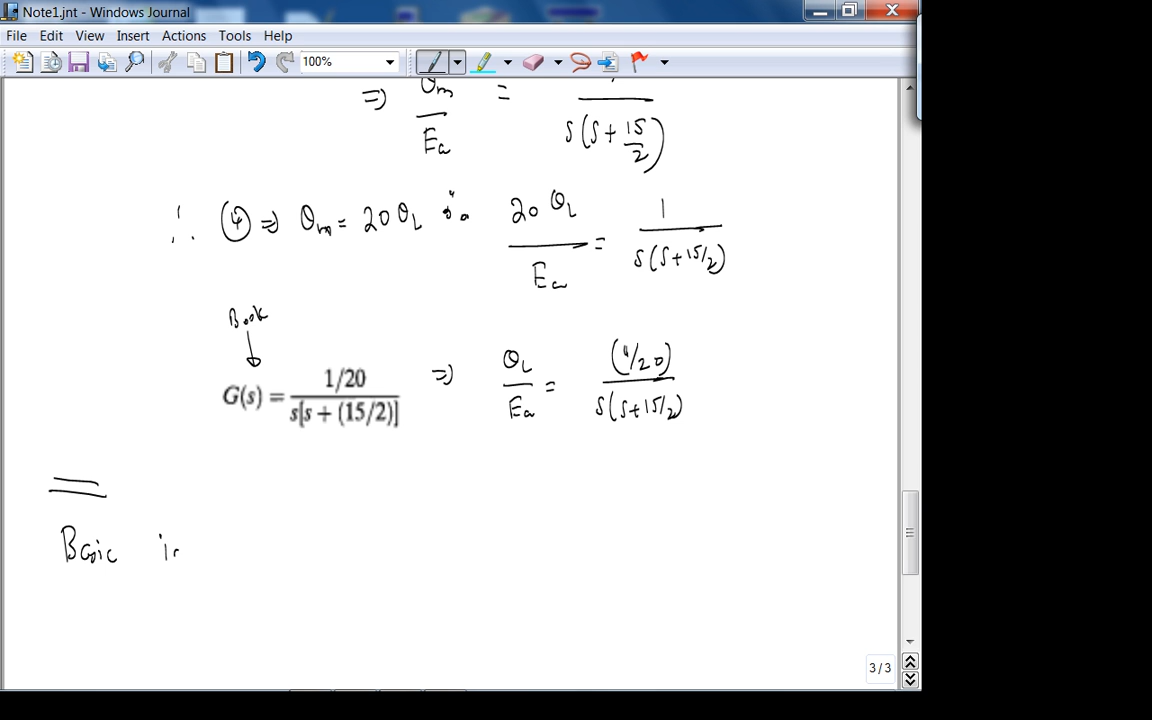 Note1.jnt - Windows Journal
File Edit View Insert Actions Tools Help
100%
⇒ θm / Ea = / s(s + 15/2)
∴ (4) ⇒ θm = 20 θL 20 θL / Ea = 1 / s(s + 15/2)
Book
G(s) = 1/20 / s[s + (15/2)] ⇒ θL / Ea = (1/20) / s(s + 15/2)
Basic
3 / 3